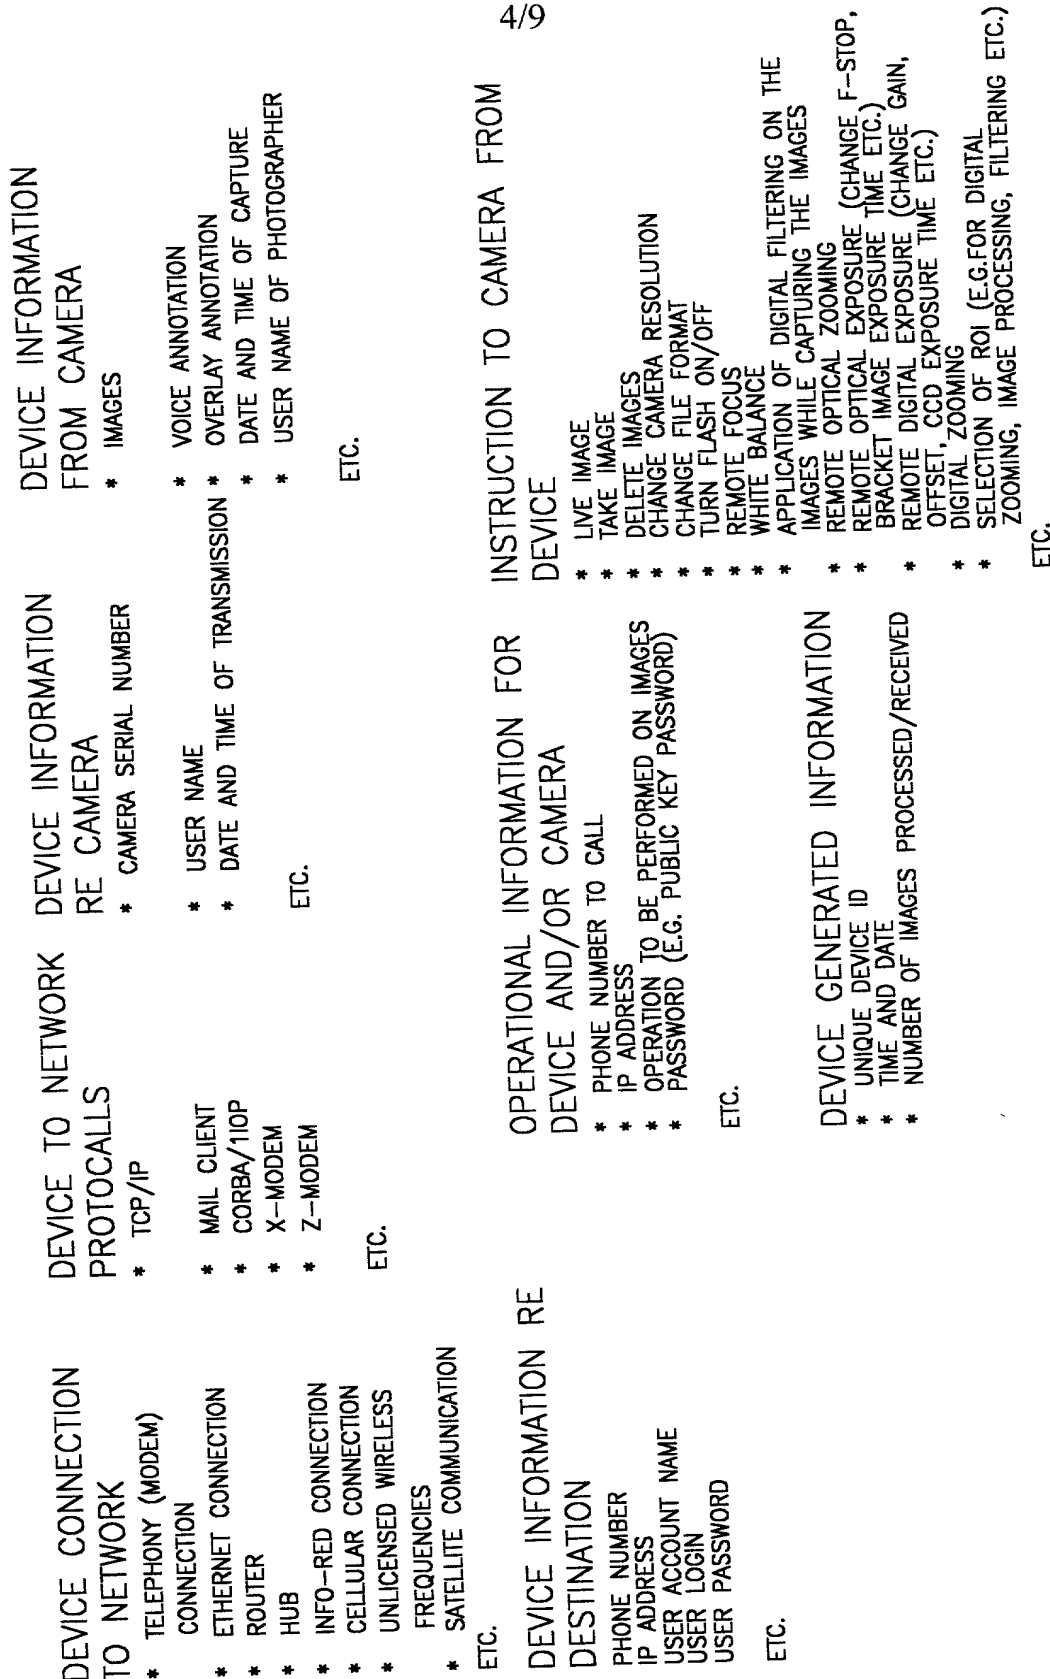 4/9
DEVICE CONNECTION
TO NETWORK
* TELEPHONY (MODEM)
CONNECTION
* ETHERNET CONNECTION
* ROUTER
* HUB
* INFO-RED CONNECTION
* CELLULAR CONNECTION
* UNLICENSED WIRELESS
FREQUENCIES
* SATELLITE COMMUNICATION
ETC.
DEVICE TO NETWORK
PROTOCALLS
* TCP/IP
* MAIL CLIENT
* CORBA/11OP
* X-MODEM
* Z-MODEM
ETC.
DEVICE INFORMATION
RE CAMERA
* CAMERA SERIAL NUMBER
* USER NAME
* DATE AND TIME OF TRANSMISSION
ETC.
DEVICE INFORMATION
FROM CAMERA
* IMAGES
* VOICE ANNOTATION
* OVERLAY ANNOTATION
* DATE AND TIME OF CAPTURE
* USER NAME OF PHOTOGRAPHER
ETC.
DEVICE INFORMATION RE
DESTINATION
PHONE NUMBER
IP ADDRESS
USER ACCOUNT NAME
USER LOGIN
USER PASSWORD
ETC.
OPERATIONAL INFORMATION FOR
DEVICE AND/OR CAMERA
* PHONE NUMBER TO CALL
* IP ADDRESS
* OPERATION TO BE PERFORMED ON IMAGES
* PASSWORD (E.G. PUBLIC KEY PASSWORD)
ETC.
DEVICE GENERATED INFORMATION
* UNIQUE DEVICE ID
* TIME AND DATE
* NUMBER OF IMAGES PROCESSED/RECEIVED
INSTRUCTION TO CAMERA FROM
DEVICE
* LIVE IMAGE
* TAKE IMAGE
* DELETE IMAGES
* CHANGE CAMERA RESOLUTION
* CHANGE FILE FORMAT
* TURN FLASH ON/OFF
* REMOTE FOCUS
* WHITE BALANCE
* APPLICATION OF DIGITAL FILTERING ON THE
IMAGES WHILE CAPTURING THE IMAGES
* REMOTE OPTICAL ZOOMING
* REMOTE OPTICAL EXPOSURE (CHANGE F-STOP,
BRACKET IMAGE EXPOSURE TIME ETC.)
* REMOTE DIGITAL EXPOSURE (CHANGE GAIN,
OFFSET, CCD EXPOSURE TIME ETC.)
* DIGITAL ZOOMING
* SELECTION OF ROI (E.G.FOR DIGITAL
ZOOMING, IMAGE PROCESSING, FILTERING ETC.)
ETC.